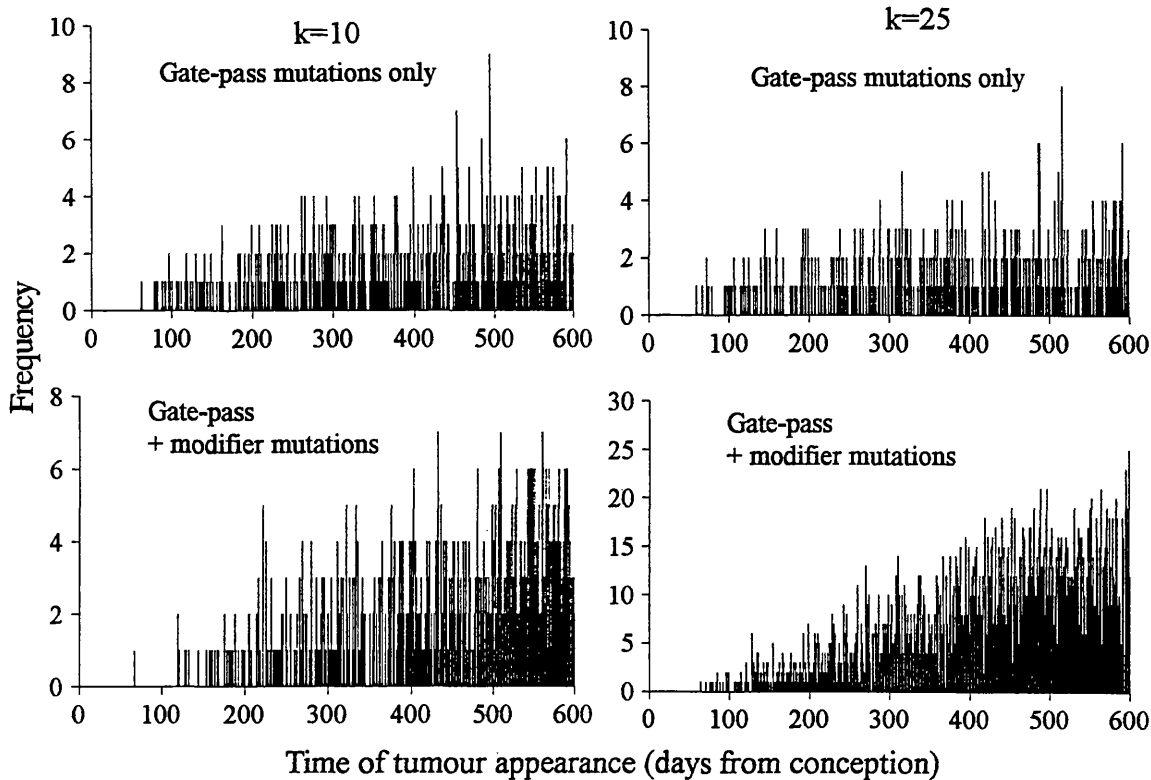 k=10
Gate-pass mutations only
10
8
6
4
2
0
0 100 200 300 400 500 600
k=25
Gate-pass mutations only
10
8
6
4
2
0
0 100 200 300 400 500 600
Frequency
Gate-pass
+ modifier mutations
8
6
4
2
0
0 100 200 300 400 500 600
Gate-pass
+ modifier mutations
30
25
20
15
10
5
0
0 100 200 300 400 500 600
Time of tumour appearance (days from conception)